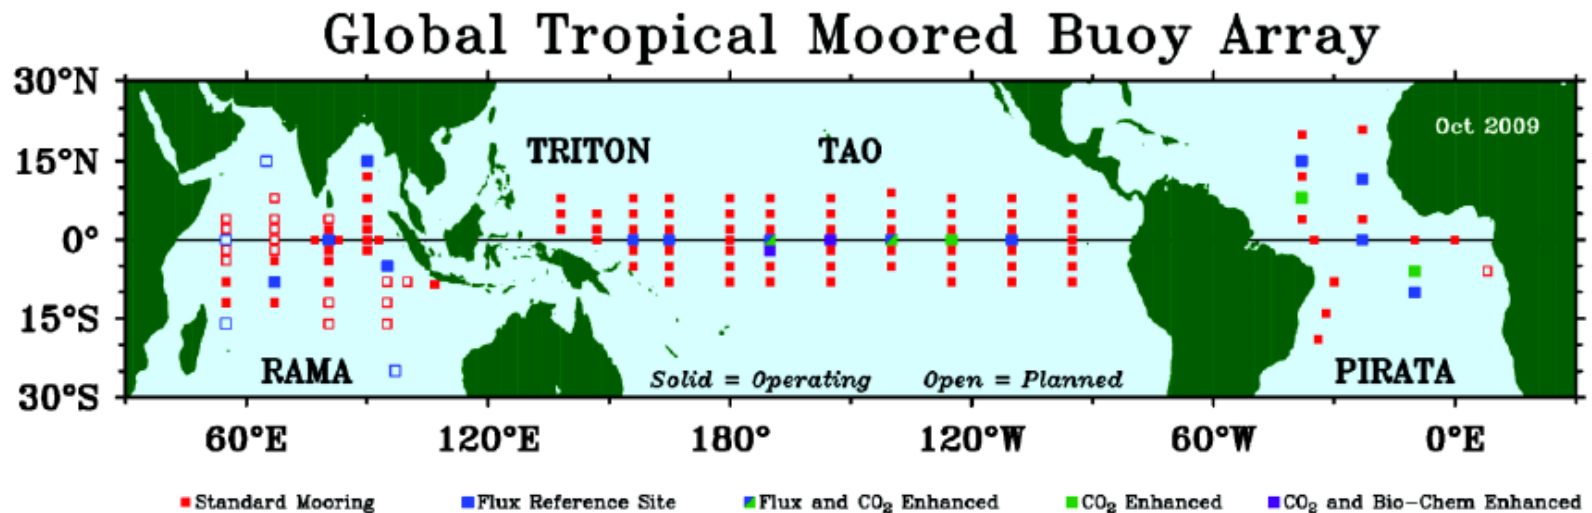 Global Tropical Moored Buoy Array
30°N
15°N
0°
15°S
30°S
TRITON
TAO
Oct 2009
RAMA
Solid = Operating
Open = Planned
PIRATA
60°E
120°E
180°
120°W
60°W
0°E
Standard Mooring
Flux Reference Site
Flux and CO₂ Enhanced
CO₂ Enhanced
CO₂ and Bio-Chem Enhanced